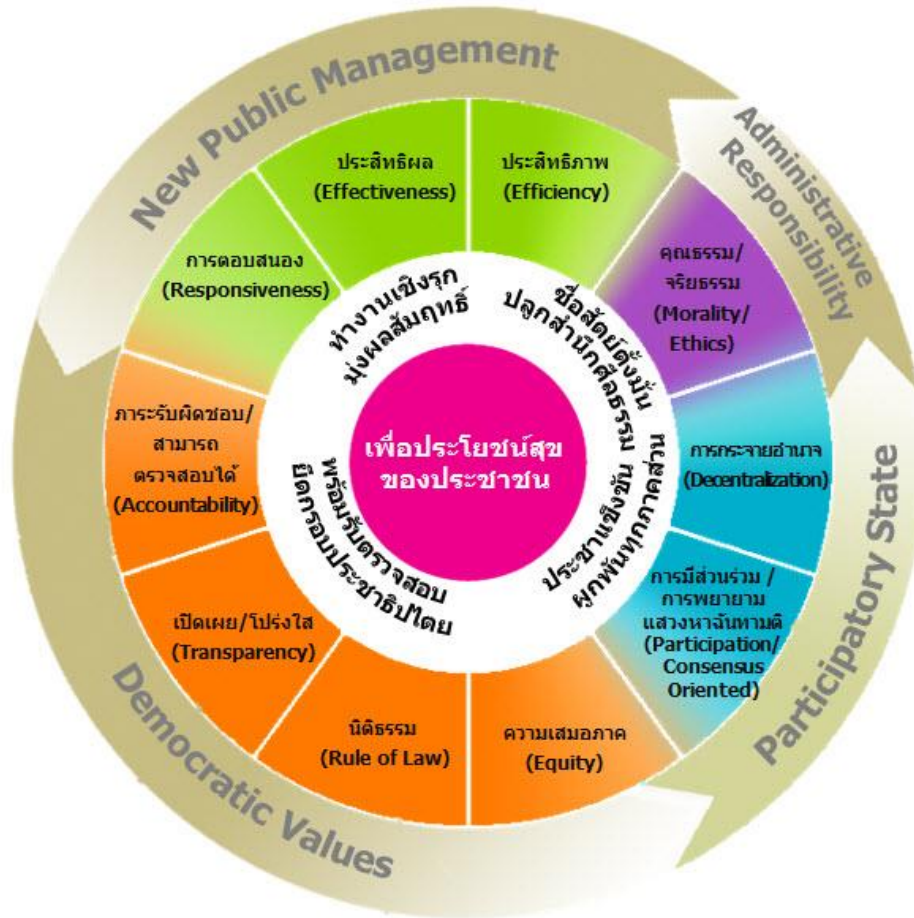 New Public Management
Administrative
Responsibility
Participatory State
Democratic Values
ประสิทธิผล
(Effectiveness)
ประสิทธิภาพ
(Efficiency)
คุณธรรม/
จริยธรรม
(Morality/
Ethics)
การกระจายอำนาจ
(Decentralization)
การมีส่วนร่วม /
การพยายาม
แสวงหาฉันทามติ
(Participation/
Consensus
Oriented)
ความเสมอภาค
(Equity)
นิติธรรม
(Rule of Law)
เปิดเผย/โปร่งใส
(Transparency)
ภาระรับผิดชอบ/
สามารถ
ตรวจสอบได้
(Accountability)
การตอบสนอง
(Responsiveness)
ทำงานเชิงรุก
มุ่งผลสัมฤทธิ์
ซื่อสัตย์ตั้งมั่น
ปลูกสำนึกศีลธรรม
ประชาแข็งขัน
ผูกพันทุกภาคส่วน
พร้อมรับตรวจสอบ
ยึดกรอบประชาธิปไตย
เพื่อประโยชน์สุข
ของประชาชน